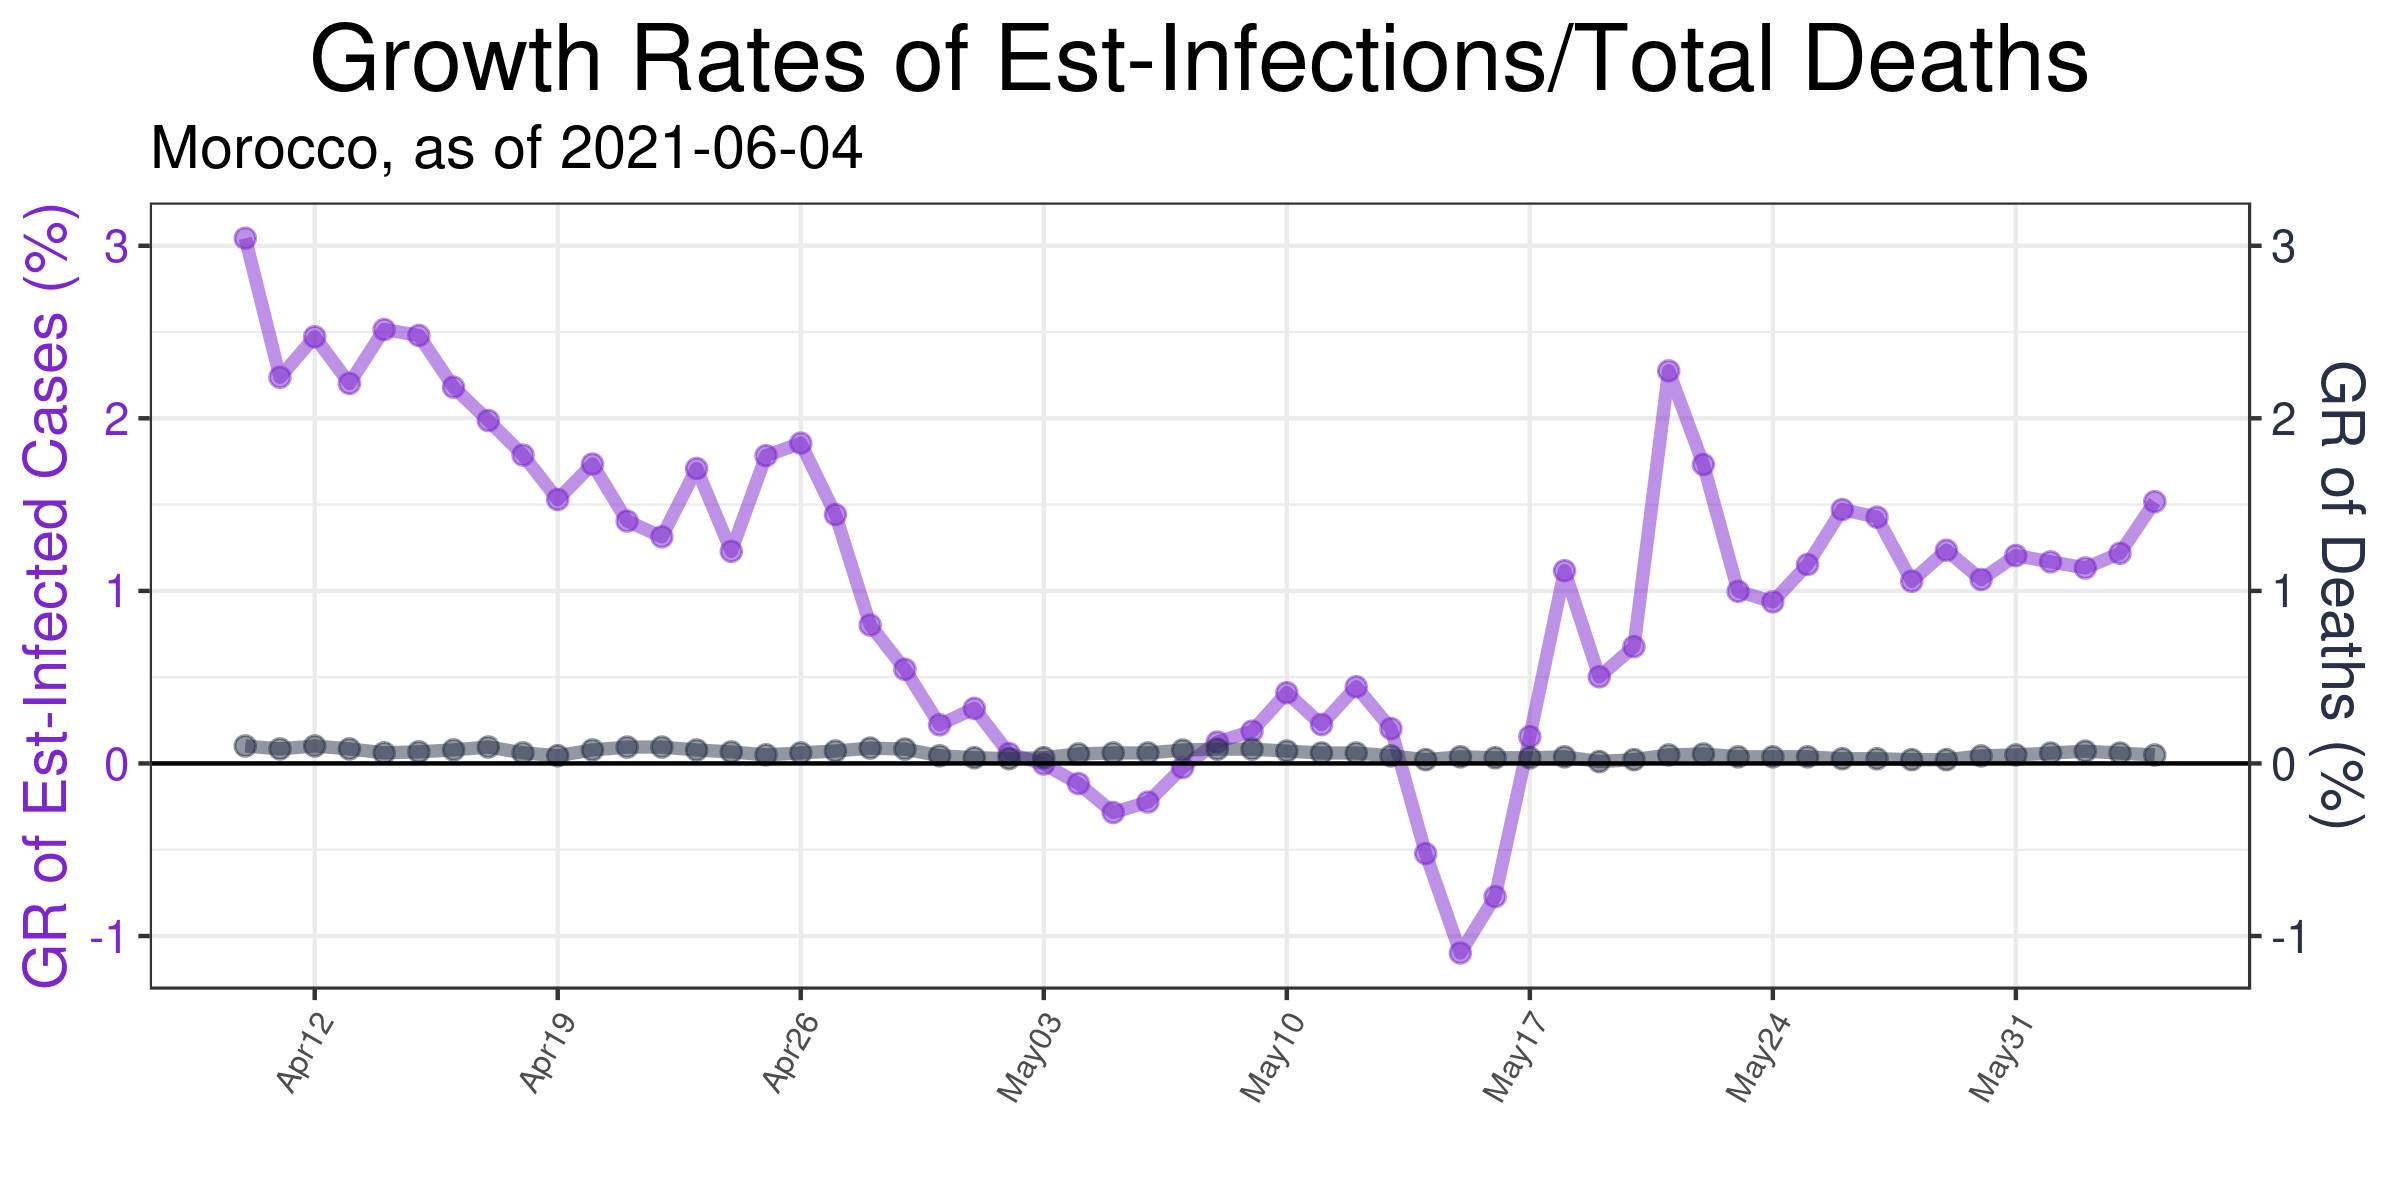 Growth Rates of Est-Infections/Total Deaths
Morocco, as of 2021-06-04
GR of Est-Infected Cases (%)
3
2
1
0
-1
3
2
1
0
-1
GR of Deaths (%)
Apr12
Apr19
Apr26
May03
May10
May17
May24
May31